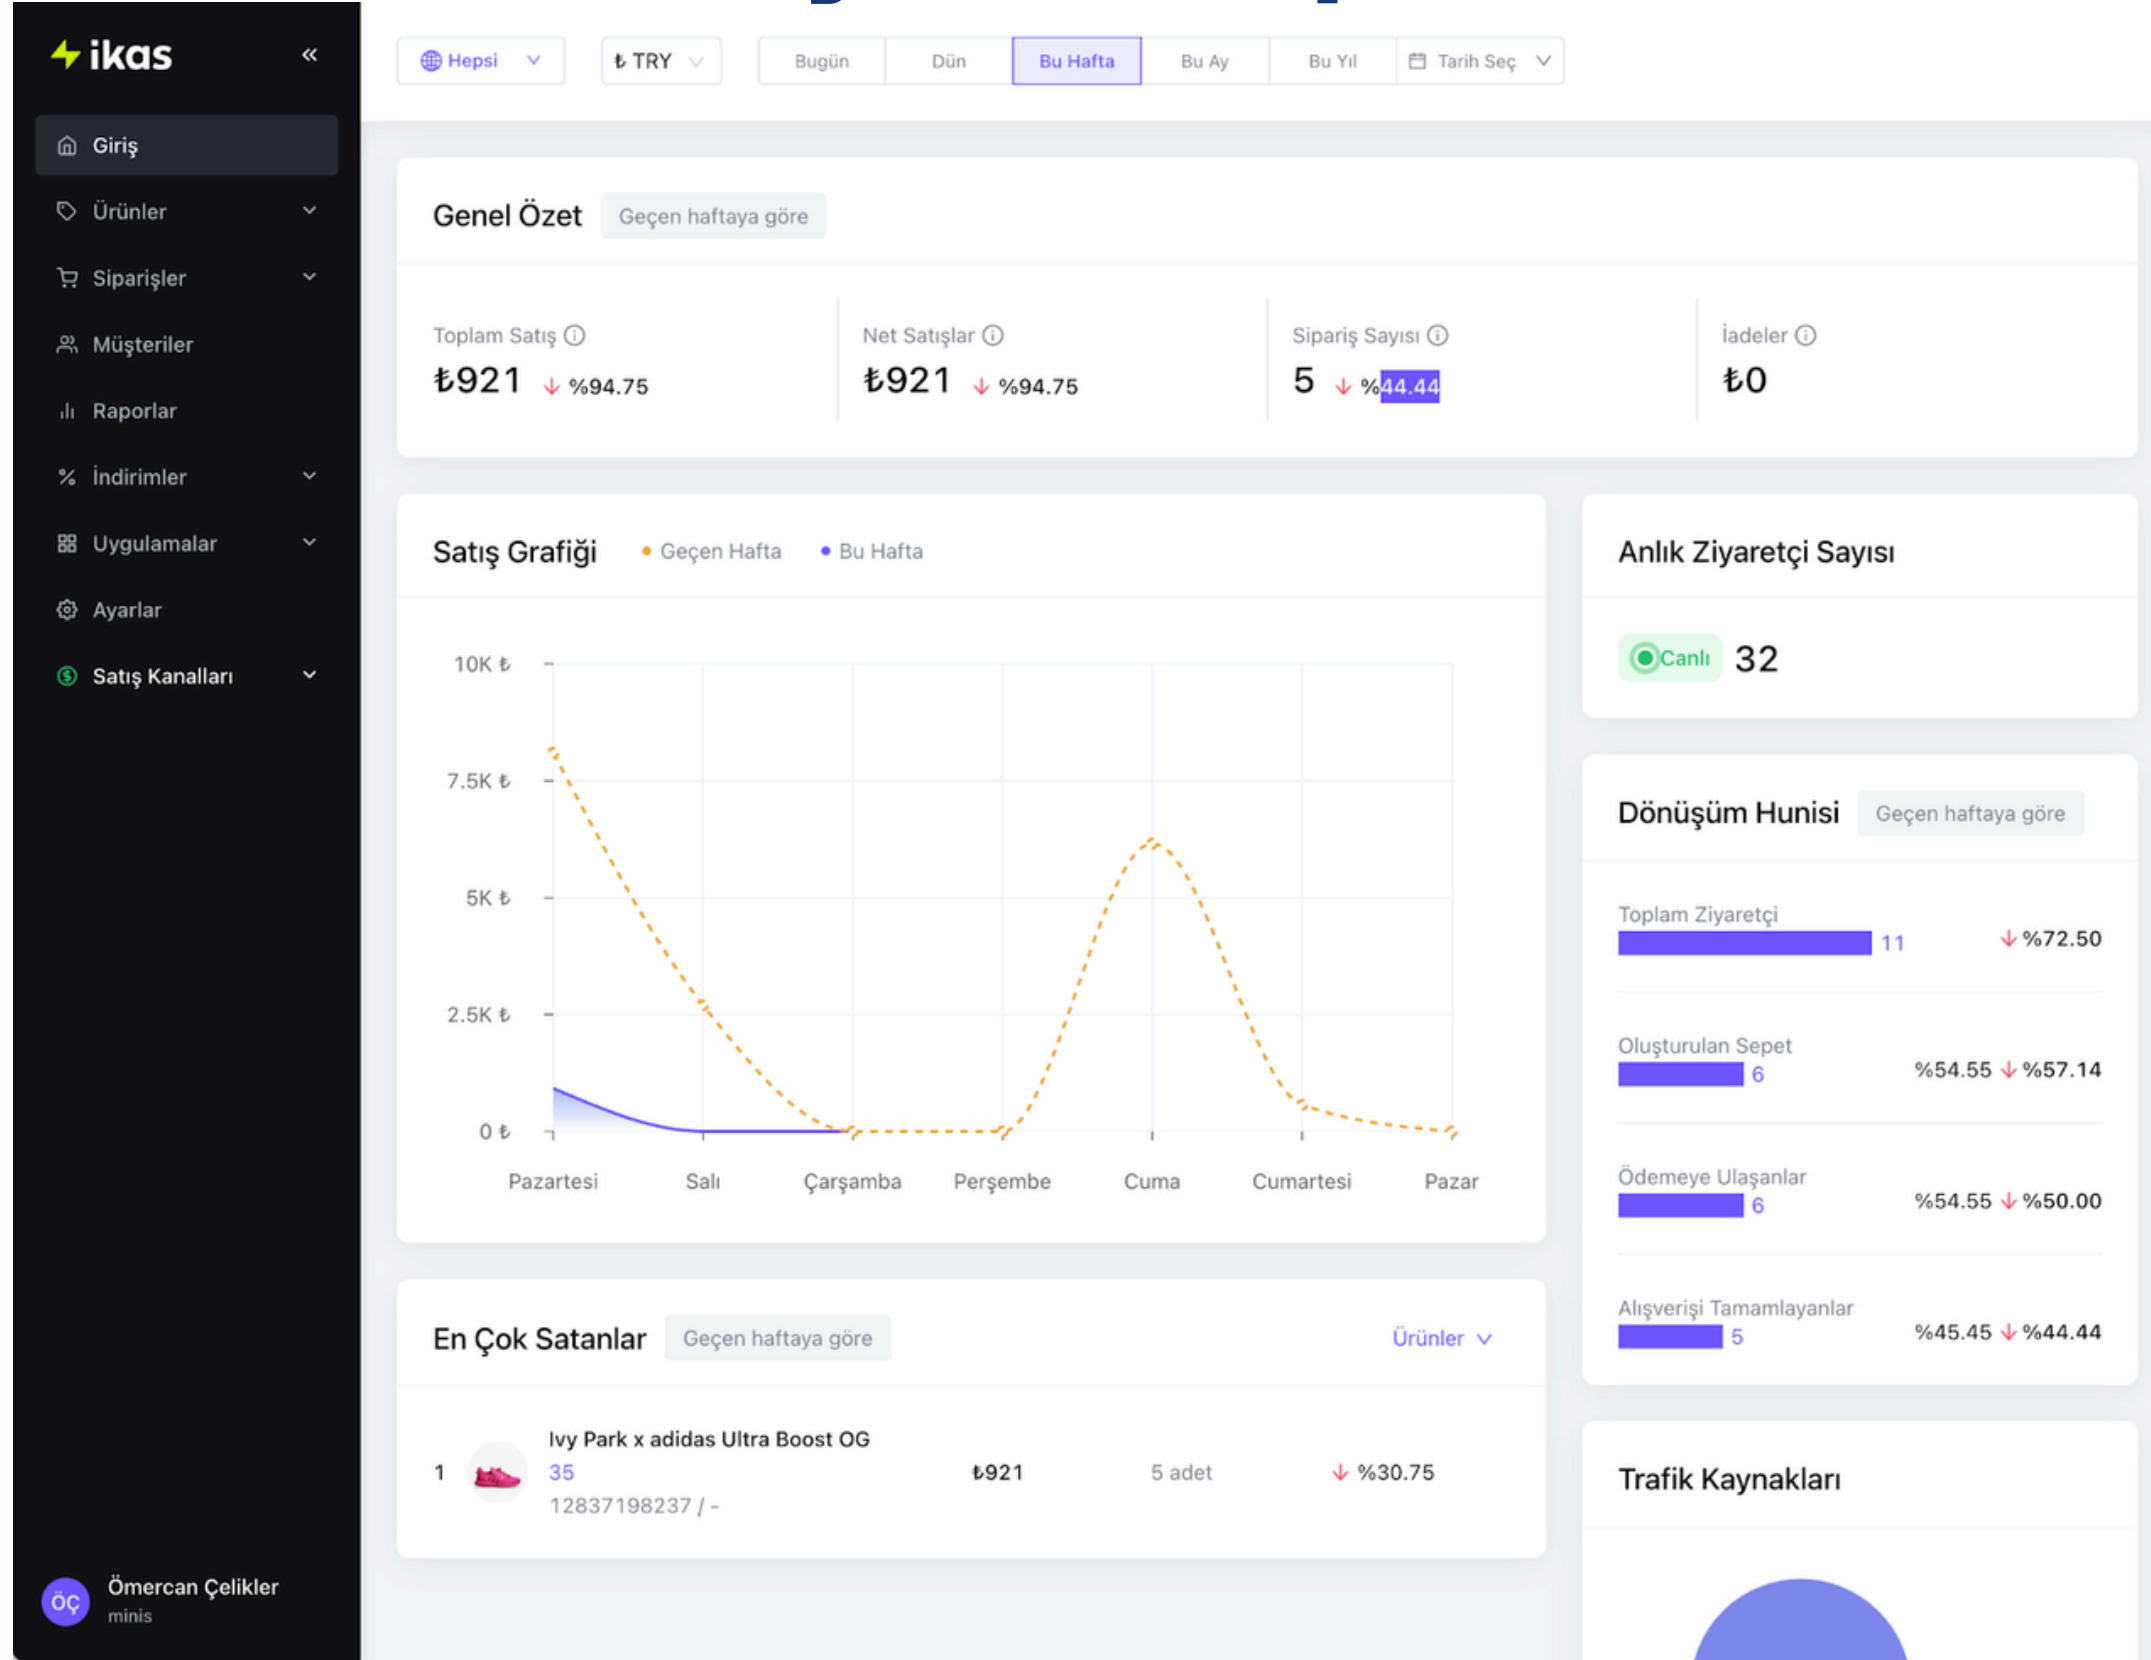 ikas
«
Hepsi
₺ TRY
Bugün
Dün
Bu Hafta
Bu Ay
Bu Yıl
Tarih Seç
Giriş
Ürünler
Siparişler
Müşteriler
Raporlar
İndirimler
Uygulamalar
Ayarlar
Satış Kanalları
Ömercan Çelikler
ÖÇ
minis
Genel Özet
Geçen haftaya göre
Toplam Satış
₺921 ↓ %94.75
Net Satışlar
₺921 ↓ %94.75
Sipariş Sayısı
5 ↓ %44.44
İadeler
₺0
Satış Grafiği
Geçen Hafta
Bu Hafta
10K ₺
7.5K ₺
5K ₺
2.5K ₺
0 ₺
Pazartesi
Salı
Çarşamba
Perşembe
Cuma
Cumartesi
Pazar
Anlık Ziyaretçi Sayısı
Canlı 32
Dönüşüm Hunisi
Geçen haftaya göre
Toplam Ziyaretçi
11 ↓ %72.50
Oluşturulan Sepet
6 %54.55 ↓ %57.14
Ödemeye Ulaşanlar
6 %54.55 ↓ %50.00
Alışverişi Tamamlayanlar
5 %45.45 ↓ %44.44
En Çok Satanlar
Geçen haftaya göre
Ürünler
1
Ivy Park x adidas Ultra Boost OG
35
12837198237 / -
₺921
5 adet
↓ %30.75
Trafik Kaynakları